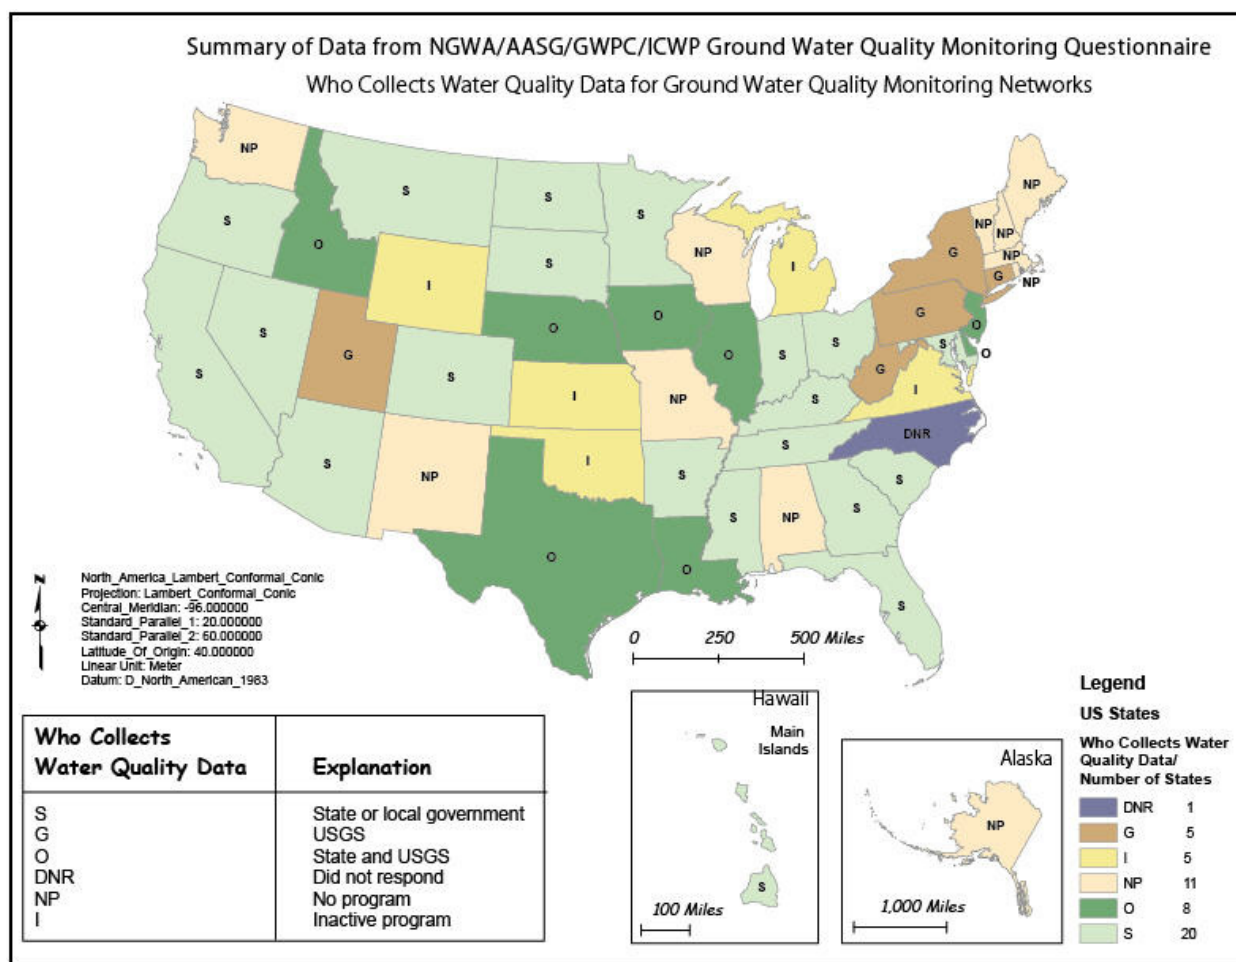 Summary of Data from NGWA/AASG/GWPC/ICWP Ground Water Quality Monitoring Questionnaire
Who Collects Water Quality Data for Ground Water Quality Monitoring Networks
NP
S
O
S
S
S
S
I
NP
I
NP
NP
NP
NP
G
NP
G
G
O
O
S
S
S
G
S
O
O
O
S
S
G
I
S
I
NP
S
DNR
S
NP
I
S
S
S
NP
S
S
O
O
S
N
North_America_Lambert_Conformal_Conic
Projection: Lambert_Conformal_Conic
Central_Meridian: -96.000000
Standard_Parallel_1: 20.000000
Standard_Parallel_2: 60.000000
Latitude_Of_Origin: 40.000000
Linear Unit: Meter
Datum: D_North_American_1983
0 250 500 Miles
Who Collects
Water Quality Data Explanation
S State or local government
G USGS
O State and USGS
DNR Did not respond
NP No program
I Inactive program
Hawaii
Main
Islands
S
100 Miles
Alaska
NP
1,000 Miles
Legend
US States
Who Collects Water
Quality Data/
Number of States
DNR 1
G 5
I 5
NP 11
O 8
S 20